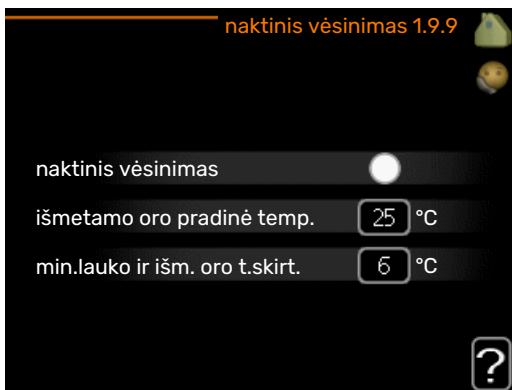 naktinis vėsinimas 1.9.9
naktinis vėsinimas
išmetamo oro pradinė temp. 25 °C
min.lauko ir išm. oro t.skirt. 6 °C
?